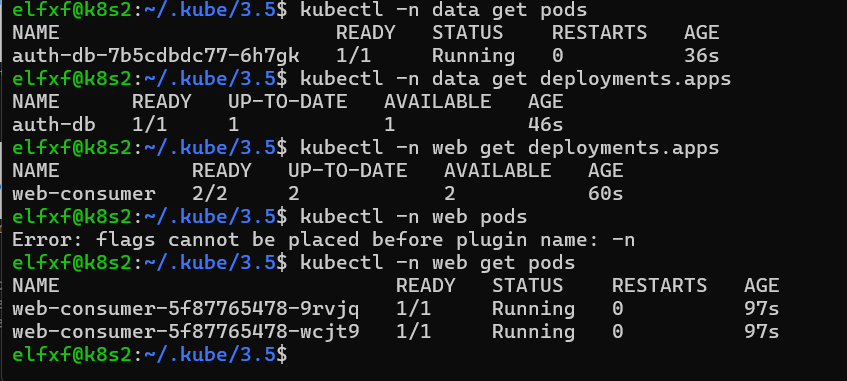 elfxf@k8s2:~/.kube/3.5$ kubectl -n data get pods
NAME READY STATUS RESTARTS AGE
auth-db-7b5cdbdc77-6h7gk 1/1 Running 0 36s
elfxf@k8s2:~/.kube/3.5$ kubectl -n data get deployments.apps
NAME READY UP-TO-DATE AVAILABLE AGE
auth-db 1/1 1 1 46s
elfxf@k8s2:~/.kube/3.5$ kubectl -n web get deployments.apps
NAME READY UP-TO-DATE AVAILABLE AGE
web-consumer 2/2 2 2 60s
elfxf@k8s2:~/.kube/3.5$ kubectl -n web pods
Error: flags cannot be placed before plugin name: -n
elfxf@k8s2:~/.kube/3.5$ kubectl -n web get pods
NAME READY STATUS RESTARTS AGE
web-consumer-5f87765478-9rvjq 1/1 Running 0 97s
web-consumer-5f87765478-wcjt9 1/1 Running 0 97s
elfxf@k8s2:~/.kube/3.5$